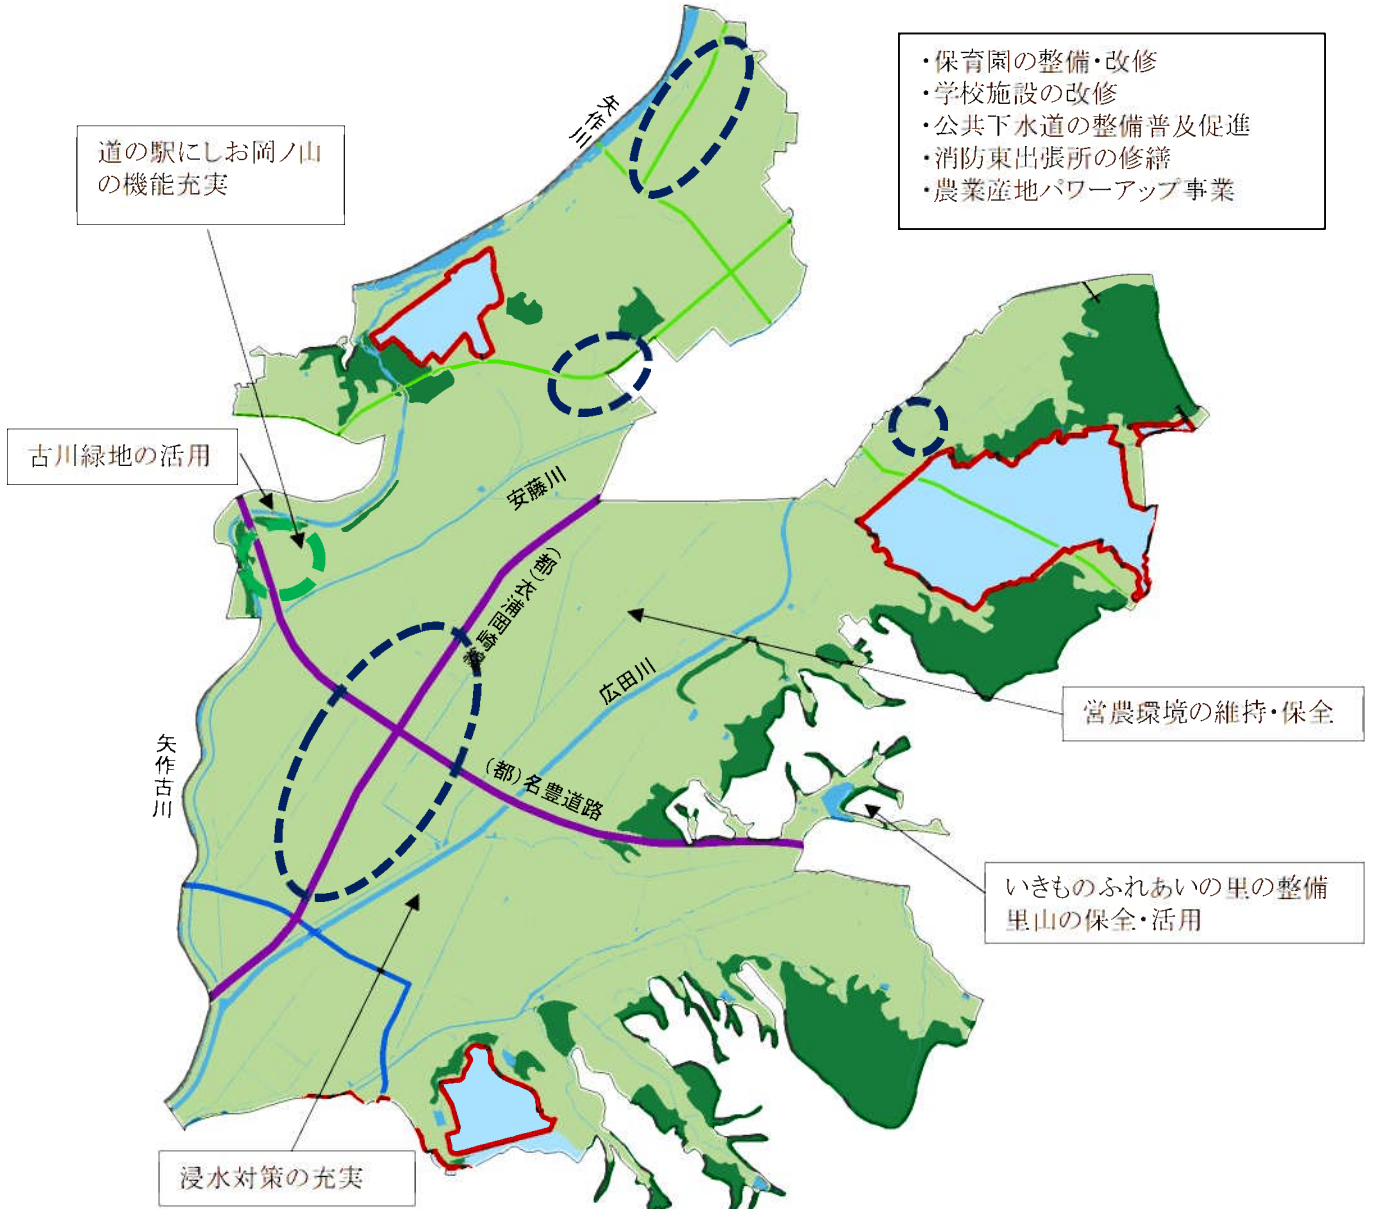 ・保育園の整備・改修
・学校施設の改修
・公共下水道の整備普及促進
・消防東出張所の修繕
・農業産地パワーアップ事業
矢作川
道の駅にしお岡ノ山
の機能充実
古川緑地の活用
安藤川
(都)衣浦岡崎線
広田川
営農環境の維持・保全
矢作古川
(都)名豊道路
いきものふれあいの里の整備
里山の保全・活用
浸水対策の充実